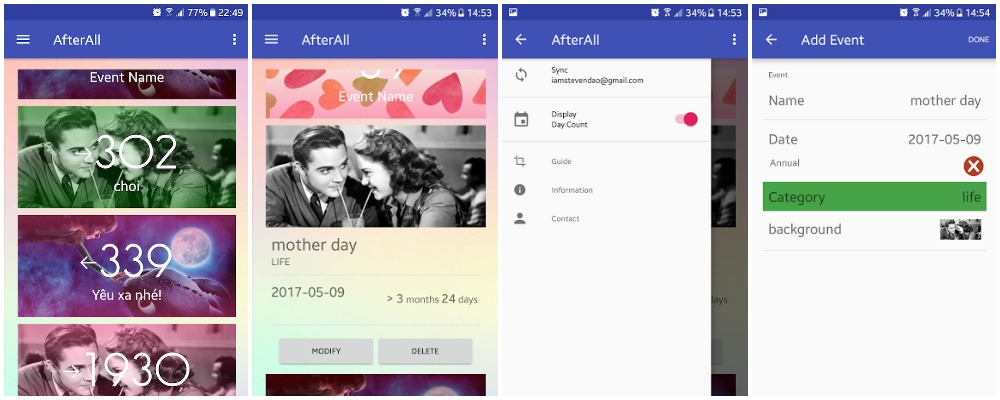 77% 22:49
AfterAll
Event Name
→302
choi
←339
Yêu xa nhé!
→1930
34% 14:53
AfterAll
Event Name
mother day
LIFE
2017-05-09
> 3 months 24 days
MODIFY
DELETE
34% 14:53
AfterAll
Sync
iamstevendao@gmail.com
Display
Day Count
Guide
Information
Contact
ays
34% 14:54
Add Event
DONE
Event
Name
mother day
Date
2017-05-09
Annual
Category
life
background